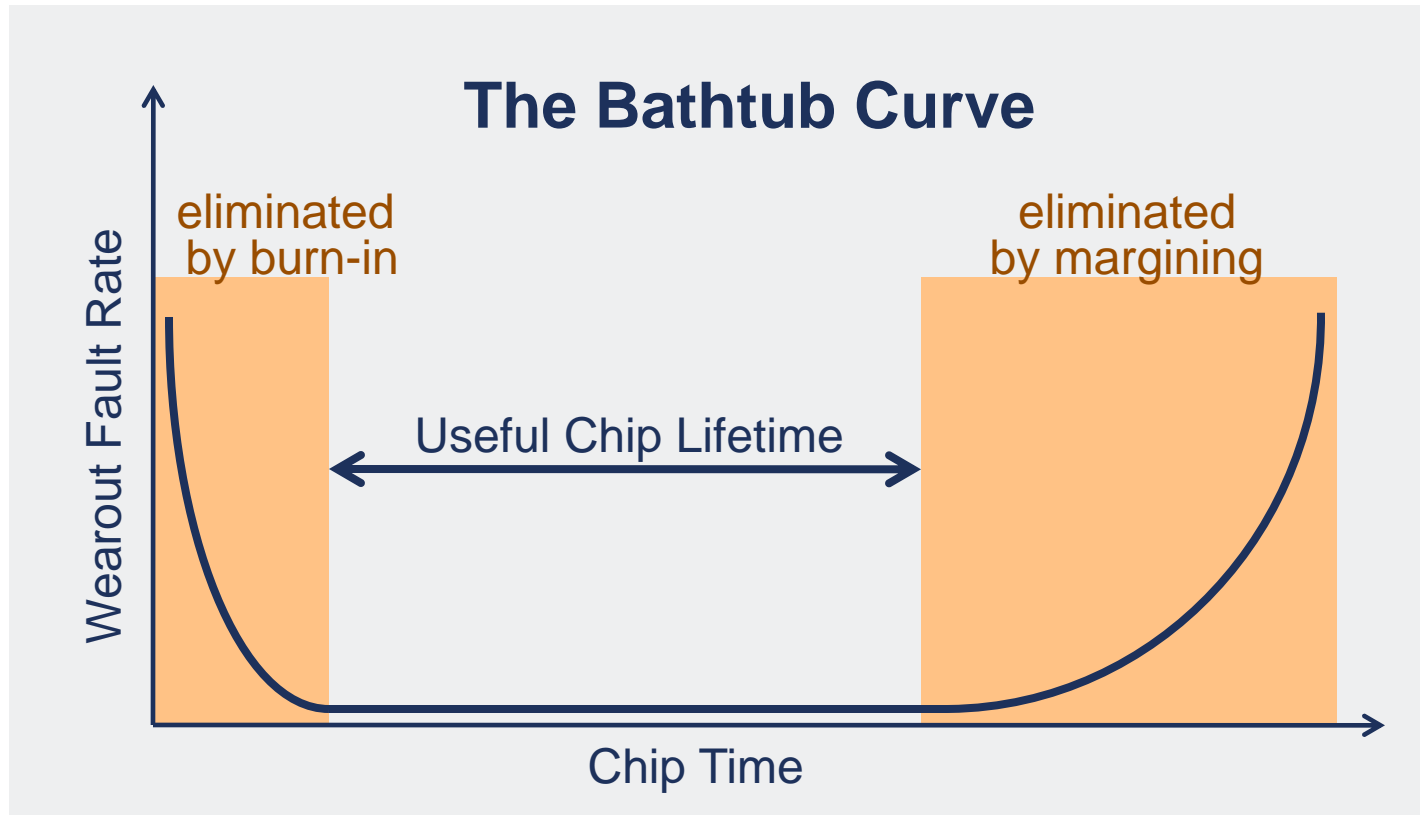 The Bathtub Curve
eliminated
by burn-in
eliminated
by margining
Wearout Fault Rate
Useful Chip Lifetime
Chip Time